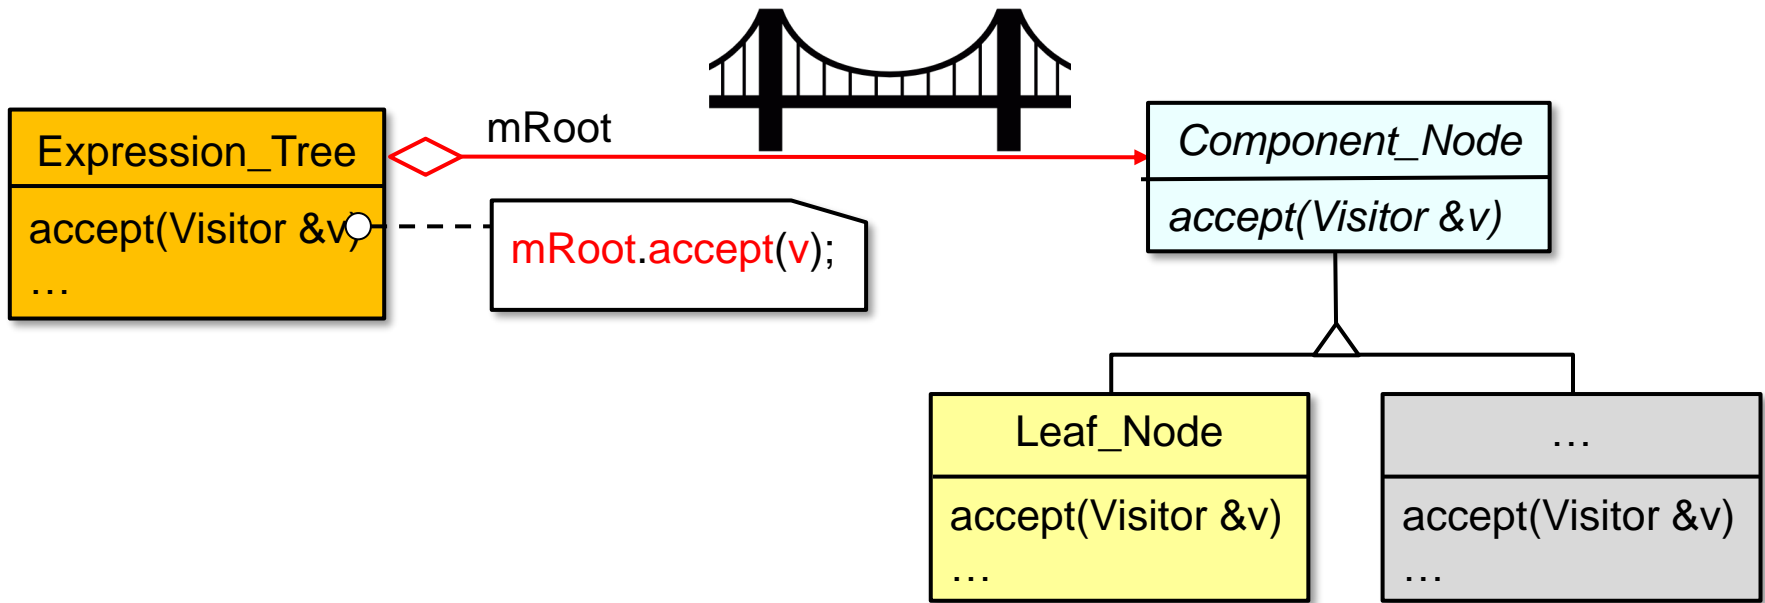 mRoot
Expression_Tree
accept(Visitor &v)
…
mRoot.accept(v);
Component_Node
accept(Visitor &v)
Leaf_Node
accept(Visitor &v)
…
…
accept(Visitor &v)
…